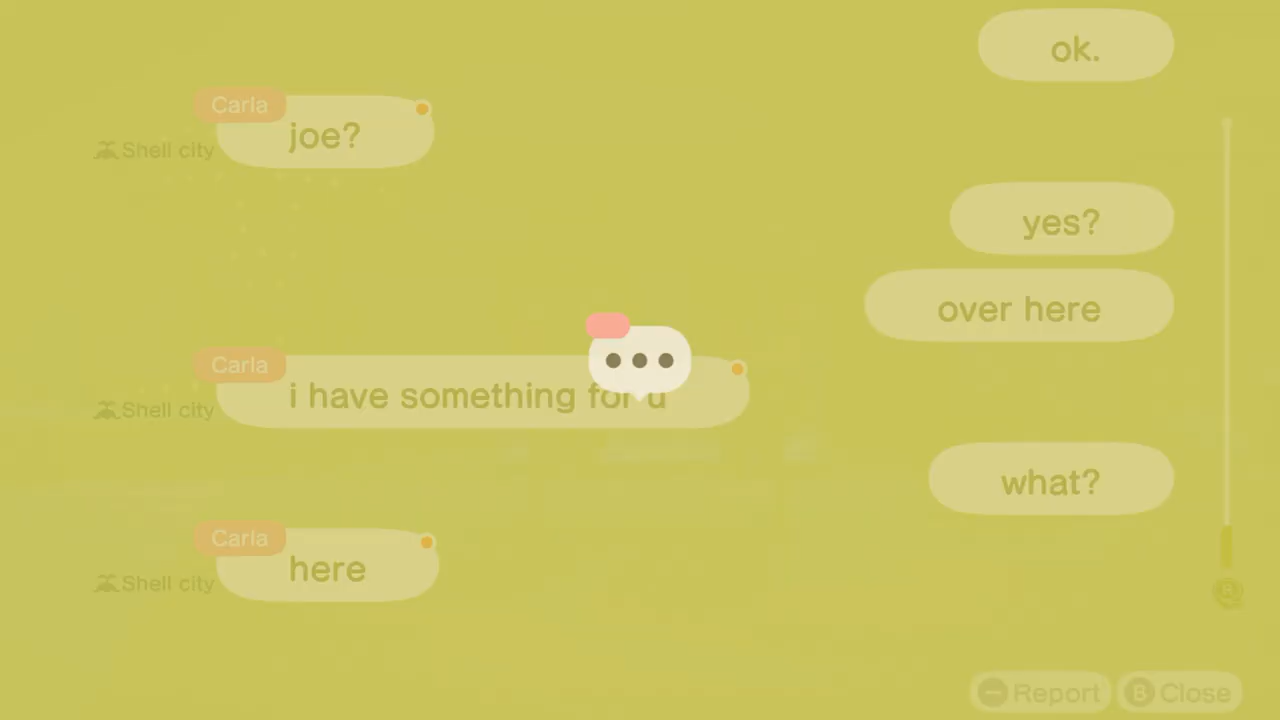 ok.
Carla
joe?
Shell city
yes?
over here
Carla
i have something for u
Shell city
what?
Carla
here
Shell city
R
Report
B Close